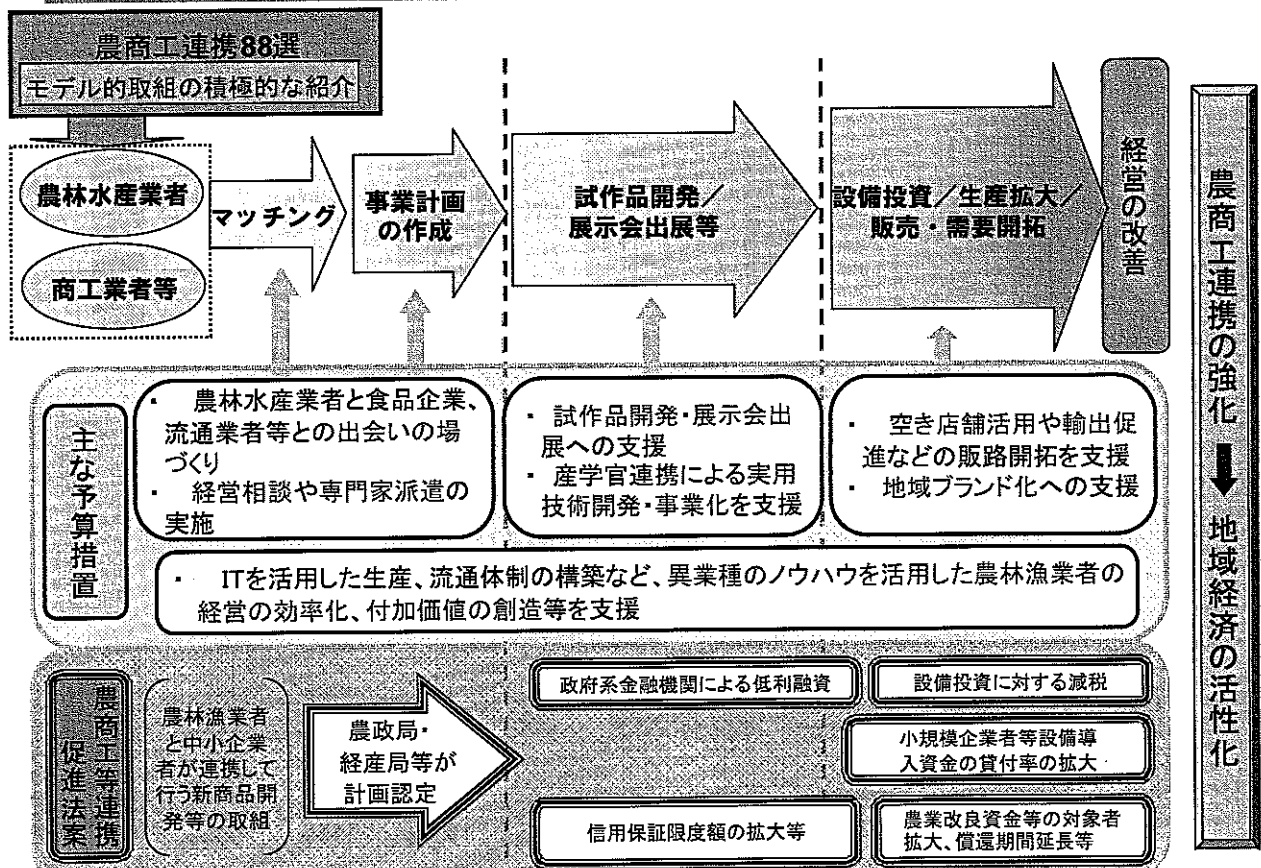 農商工連携88選
モデル的取組の積極的な紹介
農林水産業者
商工業者等
マッチング
事業計画
の作成
試作品開発／
展示会出展等
設備投資／生産拡大／
販売・需要開拓
経営の改善
主な予算措置
・　農林水産業者と食品企業、
流通業者等との出会いの場
づくり
・　経営相談や専門家派遣の
実施
・　試作品開発・展示会出
展への支援
・　産学官連携による実用
技術開発・事業化を支援
・　空き店舗活用や輸出促
進などの販路開拓を支援
・　地域ブランド化への支援
・　ITを活用した生産、流通体制の構築など、異業種のノウハウを活用した農林漁業者の
経営の効率化、付加価値の創造等を支援
農商工等連携
促進法案
農林漁業者
と中小企業
者が連携して
行う新商品開
発等の取組
農政局・
経産局等が
計画認定
政府系金融機関による低利融資
設備投資に対する減税
小規模企業者等設備導
入資金の貸付率の拡大
信用保証限度額の拡大等
農業改良資金等の対象者
拡大、償還期間延長等
農商工連携の強化
地域経済の活性化